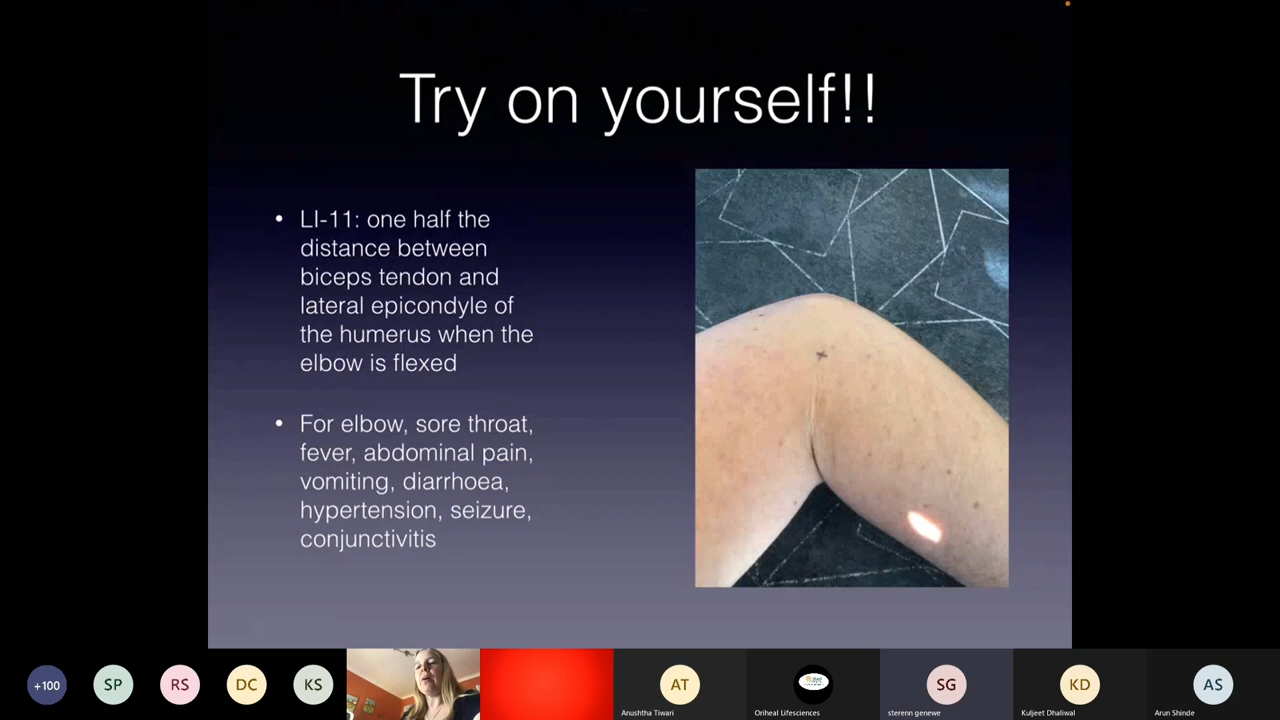 Try on yourself!!
• LI-11: one half the
distance between
biceps tendon and
lateral epicondyle of
the humerus when the
elbow is flexed
• For elbow, sore throat,
fever, abdominal pain,
vomiting, diarrhoea,
hypertension, seizure,
conjunctivitis
+100
SP
RS
DC
KS
AT
Anushtha Tiwari
Oriheal Lifesciences
SG
sterenn genewe
KD
Kuljeet Dhaliwal
AS
Arun Shinde